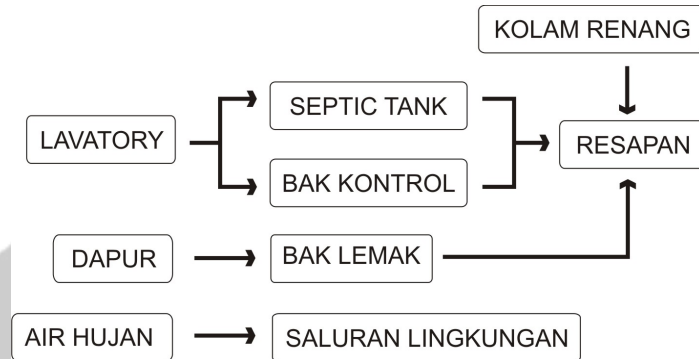 KOLAM RENANG
SEPTIC TANK
LAVATORY
RESAPAN
BAK KONTROL
DAPUR
BAK LEMAK
AIR HUJAN
SALURAN LINGKUNGAN